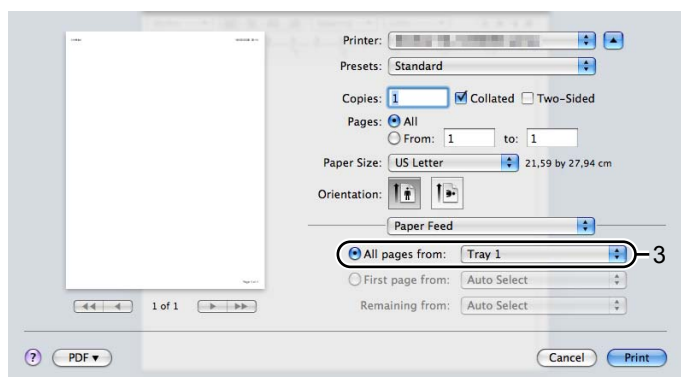 Printer:
Presets: Standard
Copies: 1 Collated Two-Sided
Pages: All
From: 1 to: 1
Paper Size: US Letter 21,59 by 27,94 cm
Orientation:
Paper Feed
All pages from: Tray 1 3
First page from: Auto Select
Remaining from: Auto Select
1 of 1
? PDF Cancel Print